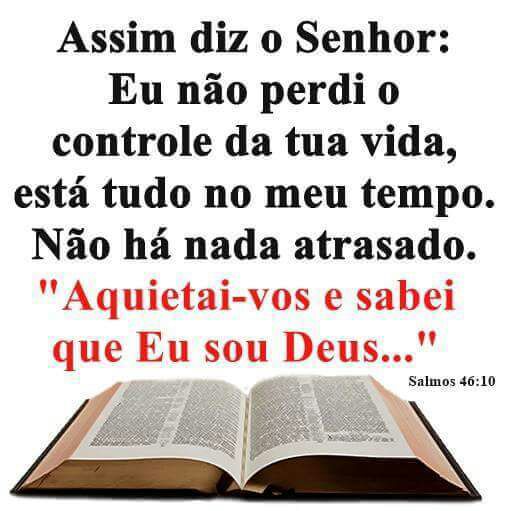 Assim diz o Senhor:
Eu não perdi o
controle da tua vida,
está tudo no meu tempo.
Não há nada atrasado.
"Aquietai-vos e sabei
que Eu sou Deus..."
Salmos 46:10